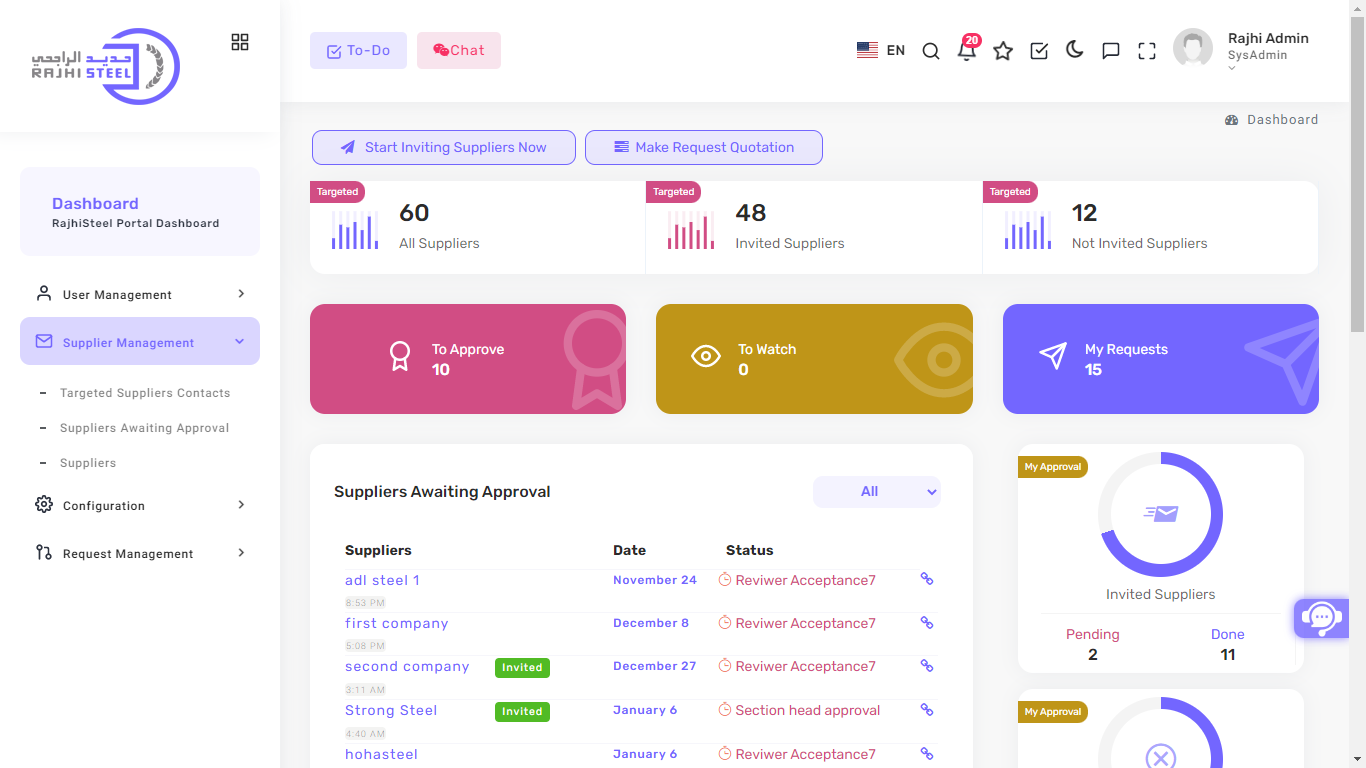 حديد الراجحي
RAJHI STEEL
To-Do
Chat
EN
20
Rajhi Admin
SysAdmin
Dashboard
Start Inviting Suppliers Now
Make Request Quotation
Dashboard
RajhiSteel Portal Dashboard
User Management
Supplier Management
Targeted Suppliers Contacts
Suppliers Awaiting Approval
Suppliers
Configuration
Request Management
Targeted
60
All Suppliers
Targeted
48
Invited Suppliers
Targeted
12
Not Invited Suppliers
To Approve
10
To Watch
0
My Requests
15
Suppliers Awaiting Approval
All
Suppliers Date Status
adl steel 1 November 24 Reviwer Acceptance7
8:53 PM
first company December 8 Reviwer Acceptance7
5:08 PM
second company Invited December 27 Reviwer Acceptance7
3:11 AM
Strong Steel Invited January 6 Section head approval
4:40 AM
hohasteel January 6 Reviwer Acceptance7
My Approval
Invited Suppliers
Pending Done
2 11
My Approval